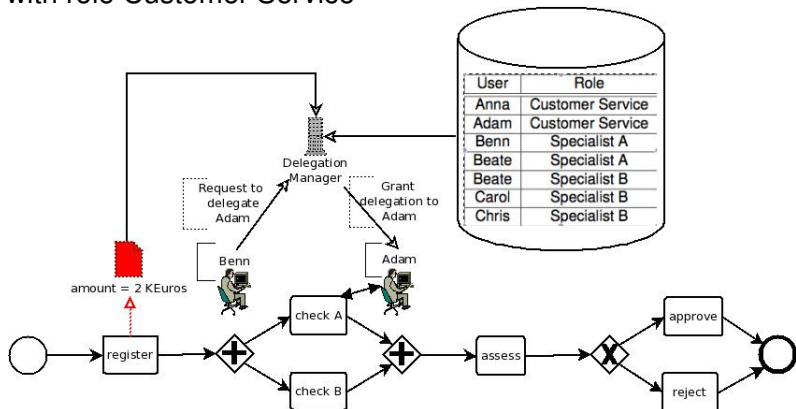 with role Customer Service
User Role
Anna Customer Service
Adam Customer Service
Benn Specialist A
Beate Specialist A
Beate Specialist B
Carol Specialist B
Chris Specialist B
Delegation
Manager
Request to
delegate
Adam
Grant
delegation to
Adam
Benn
Adam
amount = 2 KEuros
register
check A
check B
assess
X
approve
reject